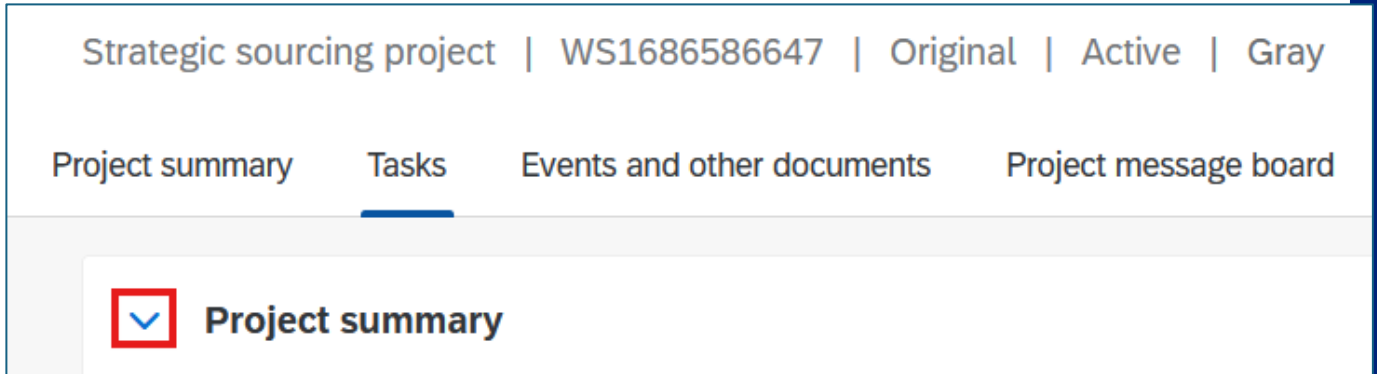 Strategic sourcing project | WS1686586647 | Original | Active | Gray
Project summary Tasks Events and other documents Project message board
Project summary